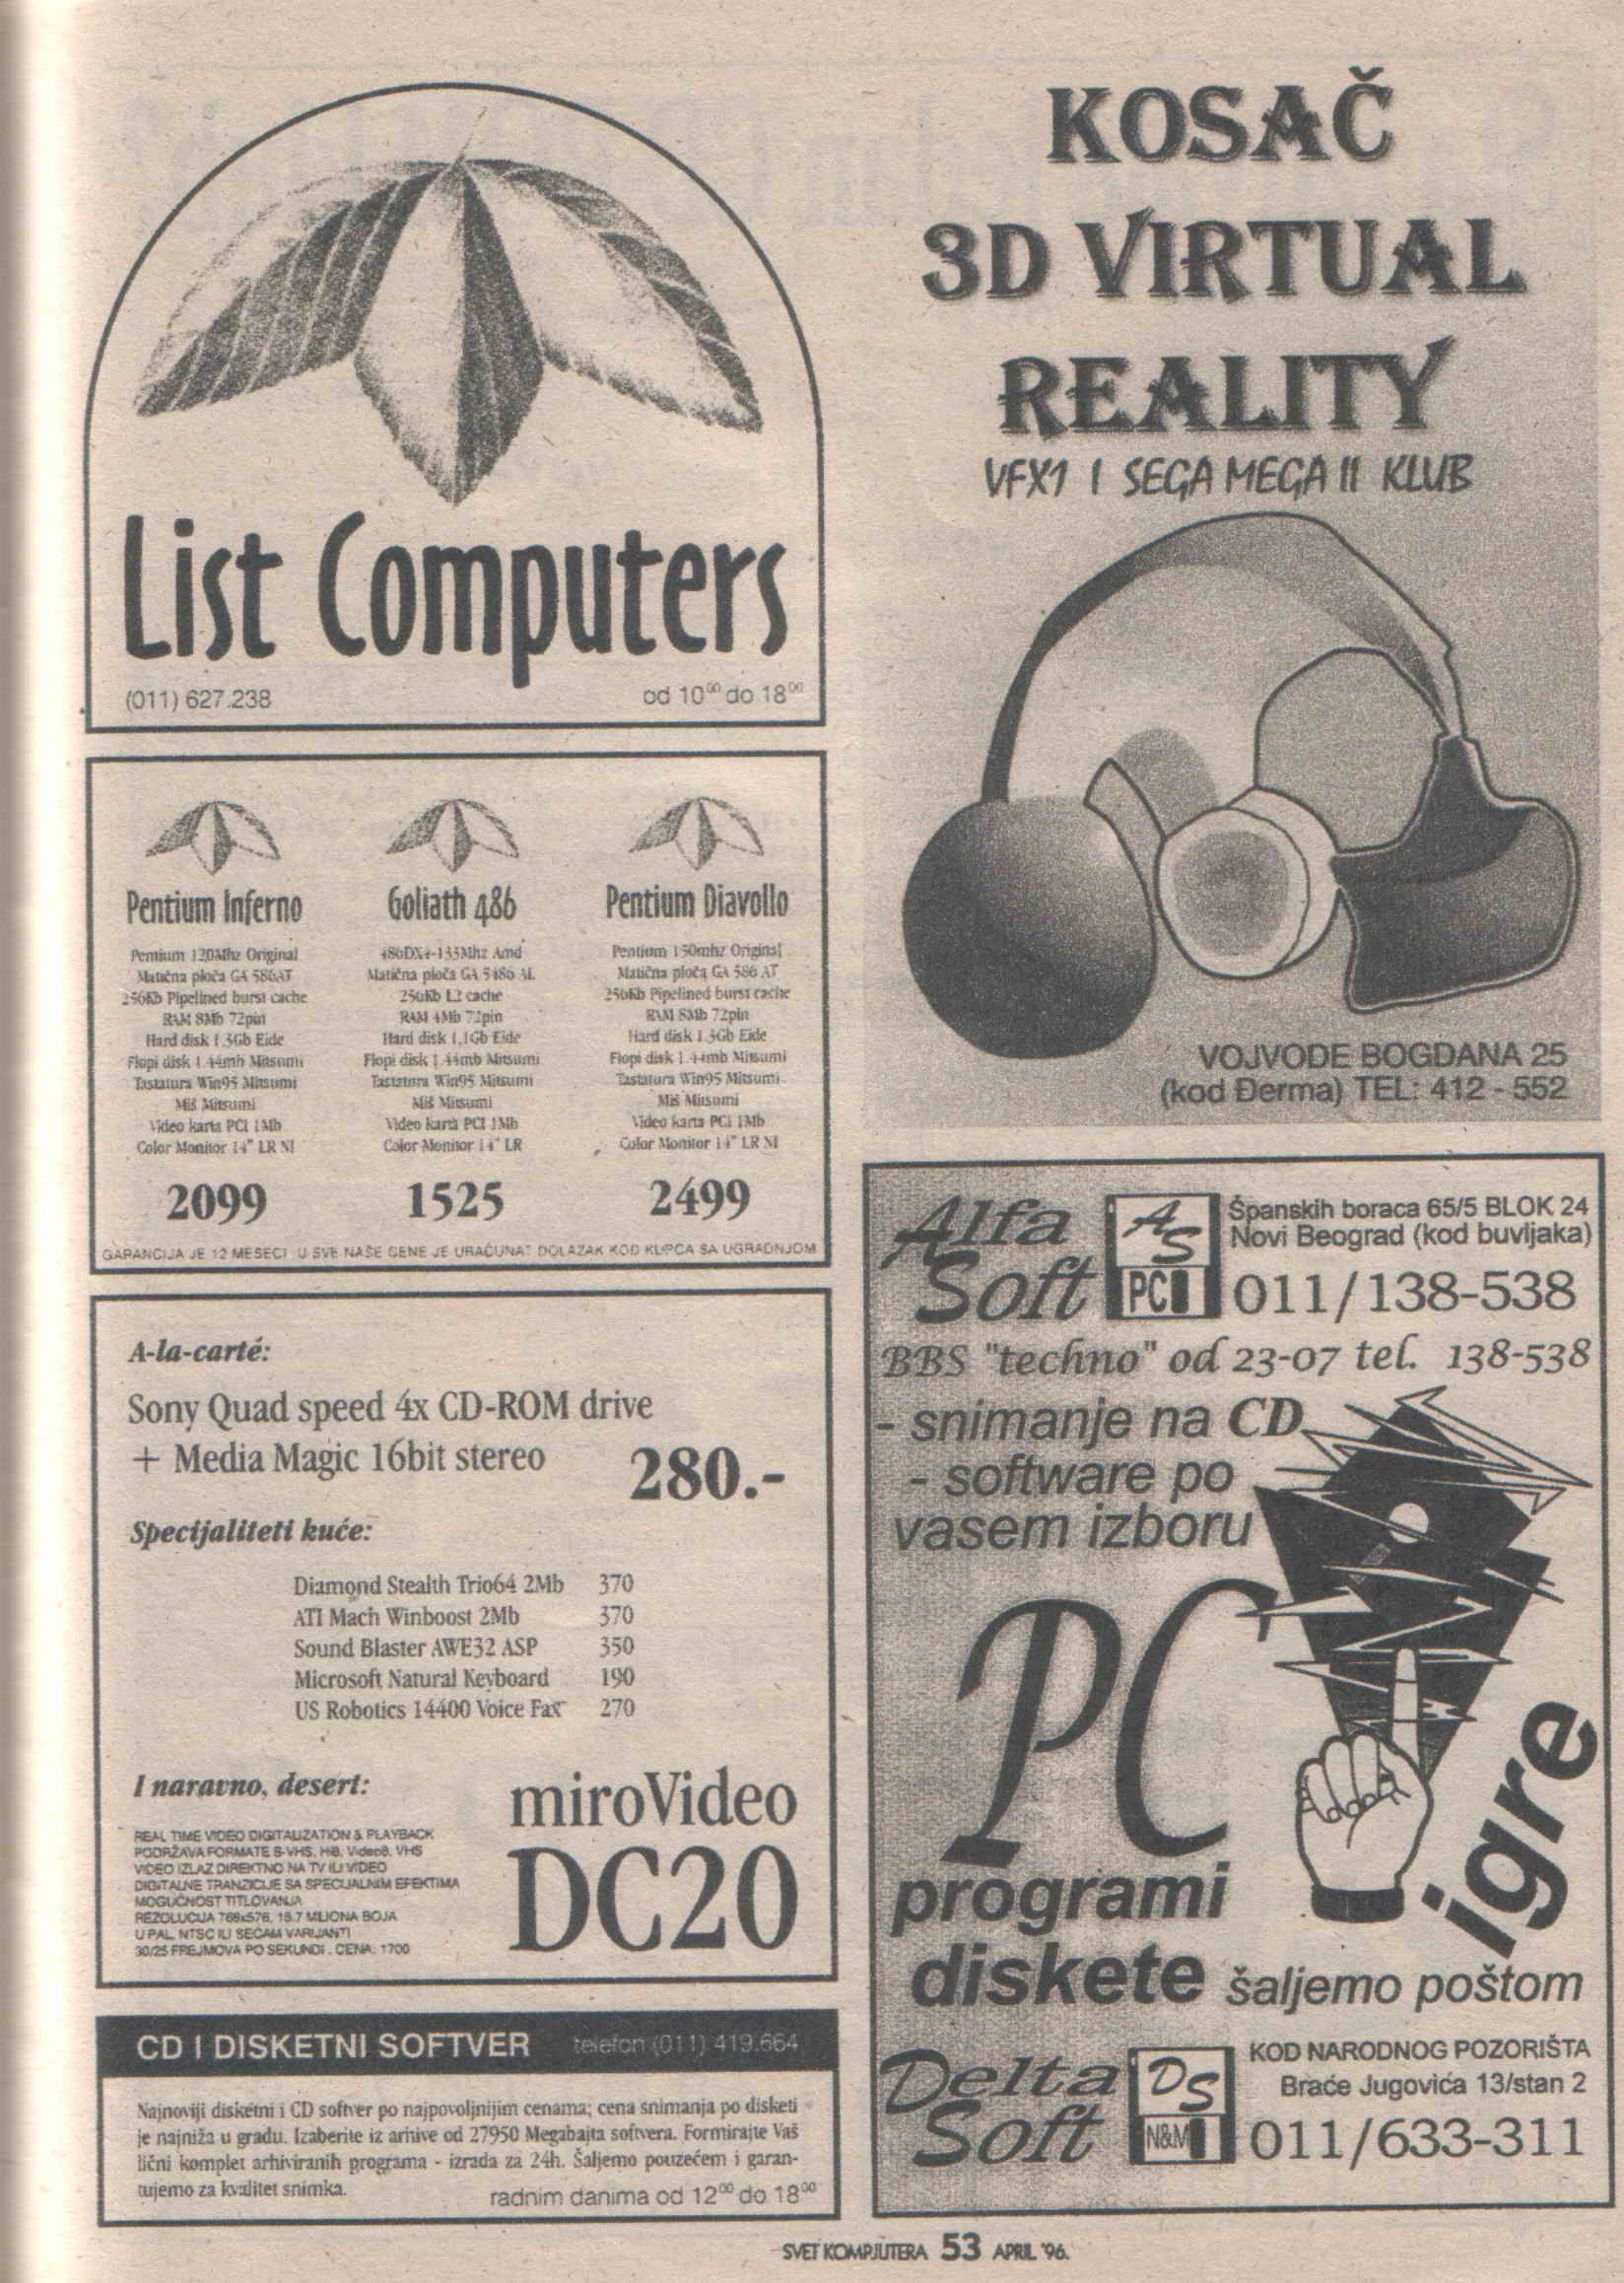 List Computers
(011) 627.238
od 10⁰⁰ do 18⁰⁰
Pentium Inferno
Pentium 120Mhz Original
Matična ploča GA 586AT
256Kb Pipelined burst cache
RAM 8Mb 72pin
Hard disk 1.3Gb Eide
Flopi disk 1.44mb Mitsumi
Tastatura Win95 Mitsumi
Miš Mitsumi
Video karta PCI 1Mb
Color Monitor 14" LR NI
2099
Goliath 486
486DX4-133Mhz Amd
Matična ploča GA 5486 AL
256Kb L2 cache
RAM 4Mb 72pin
Hard disk 1,1Gb Eide
Flopi disk 1.44mb Mitsumi
Tastatura Win95 Mitsumi
Miš Mitsumi
Video karta PCI 1Mb
Color Monitor 14" LR
1525
Pentium Diavollo
Pentium 150mhz Original
Matična ploča GA 586 AT
256Kb Pipelined burst cache
RAM 8Mb 72pin
Hard disk 1.3Gb Eide
Flopi disk 1.44mb Mitsumi
Tastatura Win95 Mitsumi
Miš Mitsumi
Video karta PCI 1Mb
Color Monitor 14" LR NI
2499
GARANCIJA JE 12 MESECI U SVE NAŠE CENE JE URAČUNAT DOLAZAK KOD KUPCA SA UGRADNJOM
A-la-carté:
Sony Quad speed 4x CD-ROM drive
+ Media Magic 16bit stereo 280.-
Specijaliteti kuće:
Diamond Stealth Trio64 2Mb 370
ATI Mach Winboost 2Mb 370
Sound Blaster AWE32 ASP 350
Microsoft Natural Keyboard 190
US Robotics 14400 Voice Fax 270
I naravno, desert:
REAL TIME VIDEO DIGITALIZATION & PLAYBACK
PODRŽAVA FORMATE S-VHS, Hi8, Video8, VHS
VIDEO IZLAZ DIREKTNO NA TV ILI VIDEO
DIGITALNE TRANZICIJE SA SPECIJALNIM EFEKTIMA
MOGUĆNOST TITLOVANJA
REZOLUCIJA 768x576, 16.7 MILIONA BOJA
U PAL, NTSC ILI SECAM VARIJANTI
30/25 FREJMOVA PO SEKUNDI. CENA: 1700
miroVideo
DC20
CD I DISKETNI SOFTVER telefon (011) 419.664
Najnoviji disketni i CD softver po najpovoljnijim cenama; cena snimanja po disketi
je najniža u gradu. Izaberite iz arhive od 27950 Megabajta softvera. Formirajte Vaš
lični komplet arhiviranih programa - izrada za 24h. Šaljemo pouzećem i garan-
tujemo za kvalitet snimka.
radnim danima od 12⁰⁰ do 18⁰⁰
KOSAČ
3D VIRTUAL
REALITY
VFX1 I SEGA MEGA II KLUB
VOJVODE BOGDANA 25
(kod Đerma) TEL: 412 - 552
Alfa
Soft
AS
PC
Španskih boraca 65/5 BLOK 24
Novi Beograd (kod buvljaka)
011/138-538
BBS "techno" od 23-07 tel. 138-538
- snimanje na CD
- software po
vasem izboru
PC
igre
programi
diskete šaljemo poštom
Delta
Soft
DS
N&M
KOD NARODNOG POZORIŠTA
Braće Jugovića 13/stan 2
011/633-311
SVET KOMPJUTERA 53 APRIL '96.